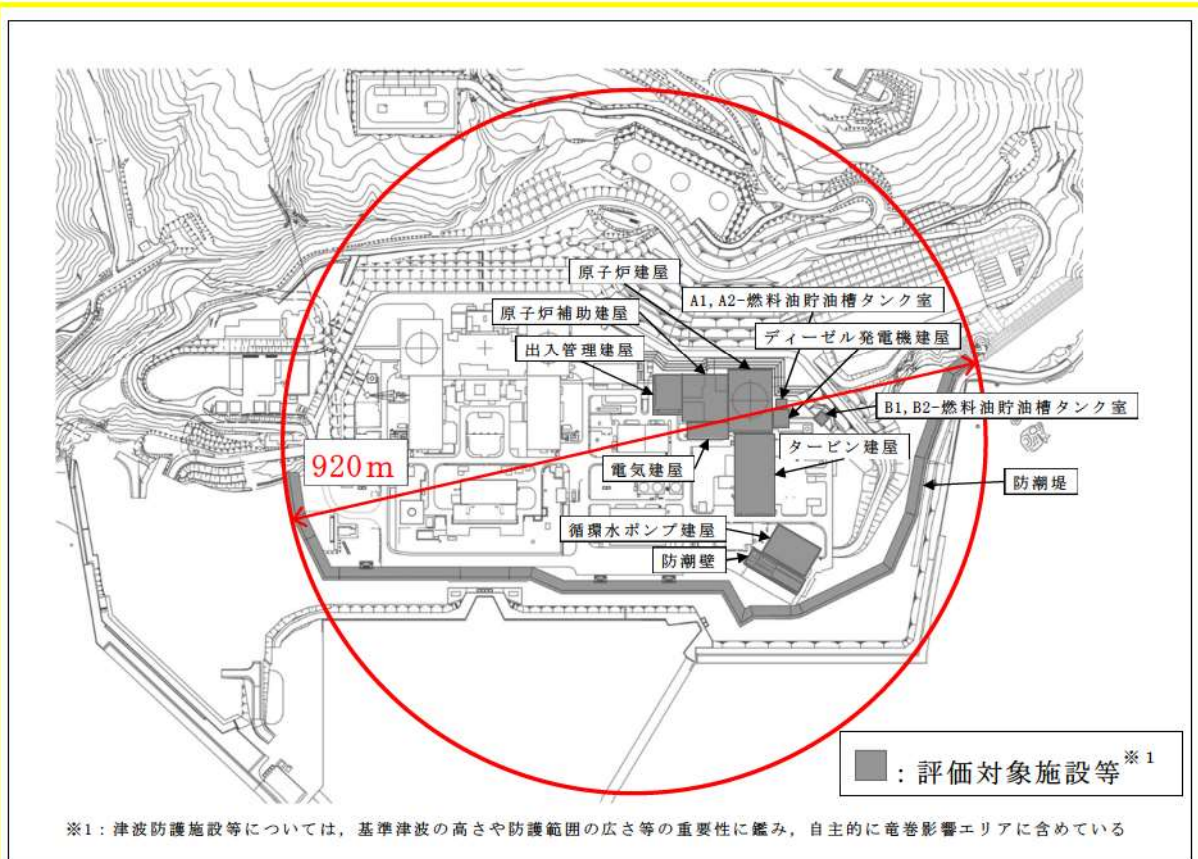 原子炉建屋
A1,A2-燃料油貯油槽タンク室
原子炉補助建屋
ディーゼル発電機建屋
出入管理建屋
B1,B2-燃料油貯油槽タンク室
タービン建屋
920m
電気建屋
防潮堤
循環水ポンプ建屋
防潮壁
：評価対象施設等※1
※1：津波防護施設等については，基準津波の高さや防護範囲の広さ等の重要性に鑑み，自主的に竜巻影響エリアに含めている